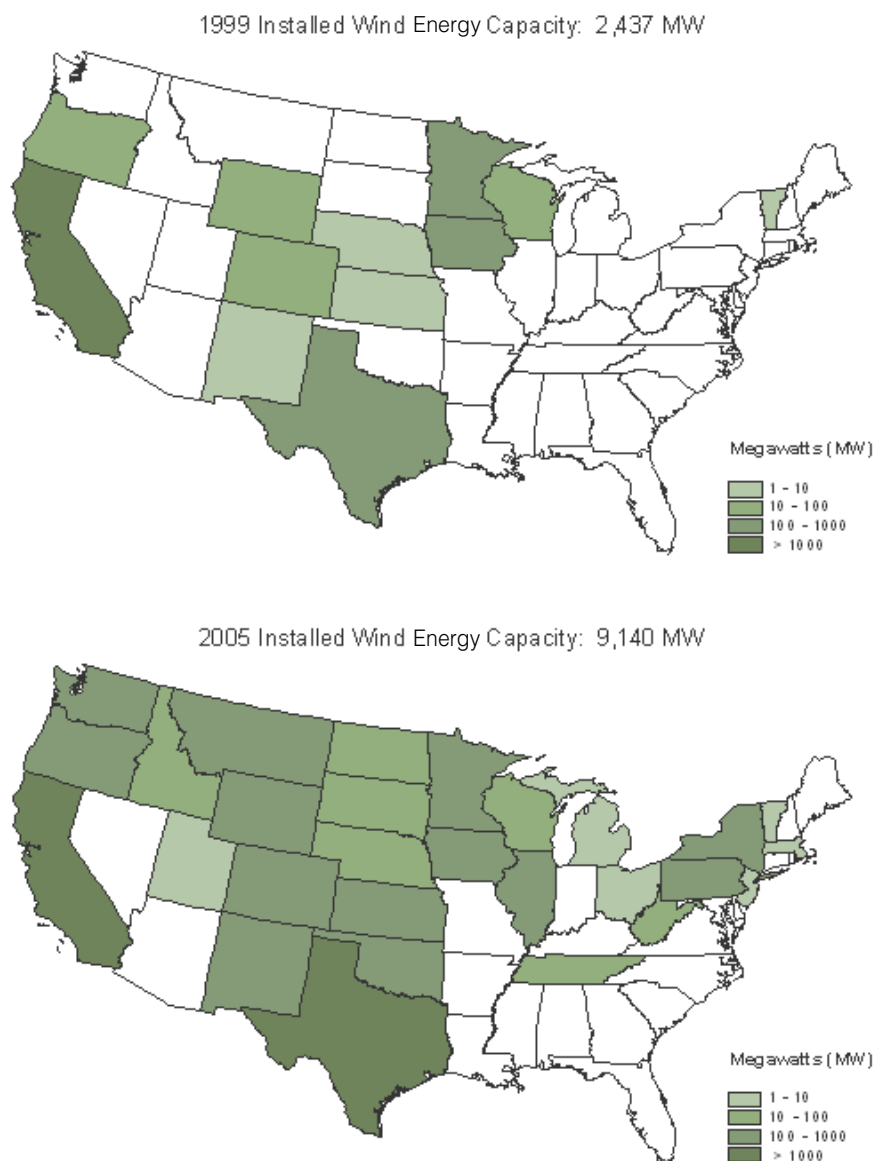 1999 Installed Wind Energy Capacity: 2,437 MW
Megawatts (MW)
1 - 10
10 - 100
100 - 1000
> 1000
2005 Installed Wind Energy Capacity: 9,140 MW
Megawatts (MW)
1 - 10
10 - 100
100 - 1000
> 1000